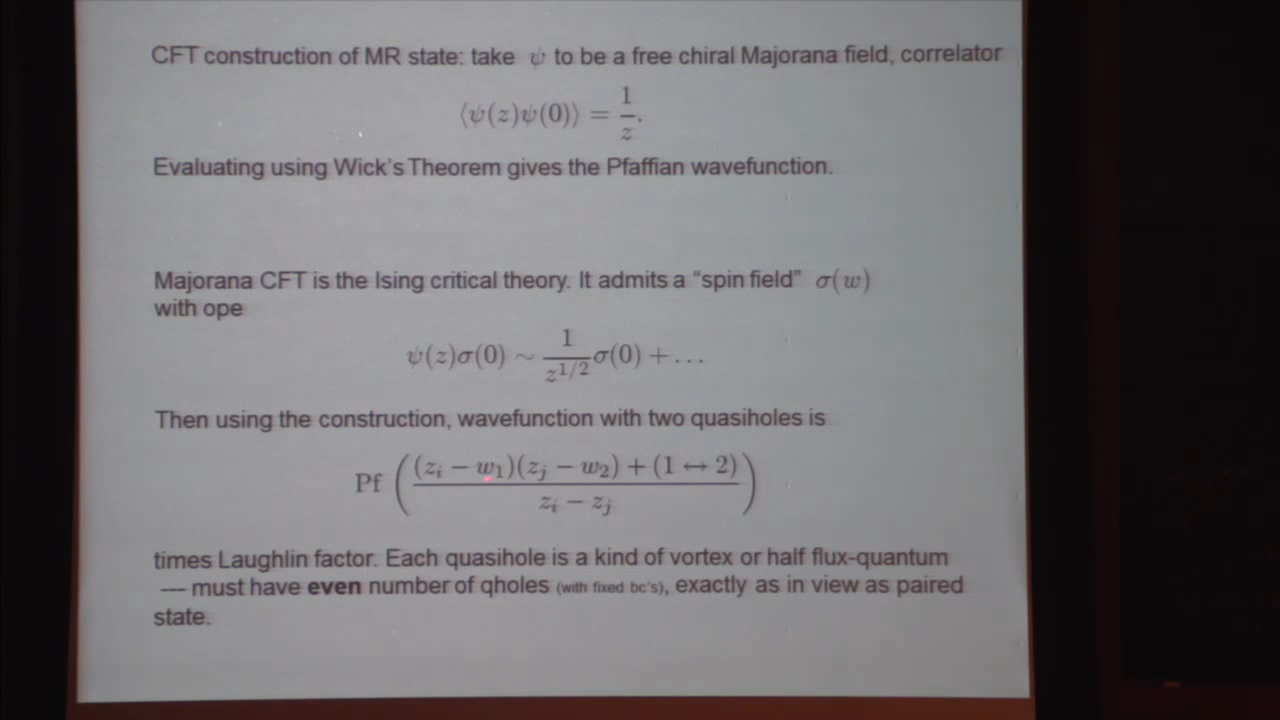 CFT construction of MR state: take ψ to be a free chiral Majorana field, correlator
⟨ψ(z)ψ(0)⟩ = 1/z.
Evaluating using Wick's Theorem gives the Pfaffian wavefunction.
Majorana CFT is the Ising critical theory. It admits a "spin field" σ(w)
with ope
ψ(z)σ(0) ~ 1/z^{1/2} σ(0) + ...
Then using the construction, wavefunction with two quasiholes is
Pf ( ((z_i − w_1)(z_j − w_2) + (1 ↔ 2)) / (z_i − z_j) )
times Laughlin factor. Each quasihole is a kind of vortex or half flux-quantum
--- must have even number of qholes (with fixed bc's), exactly as in view as paired
state.